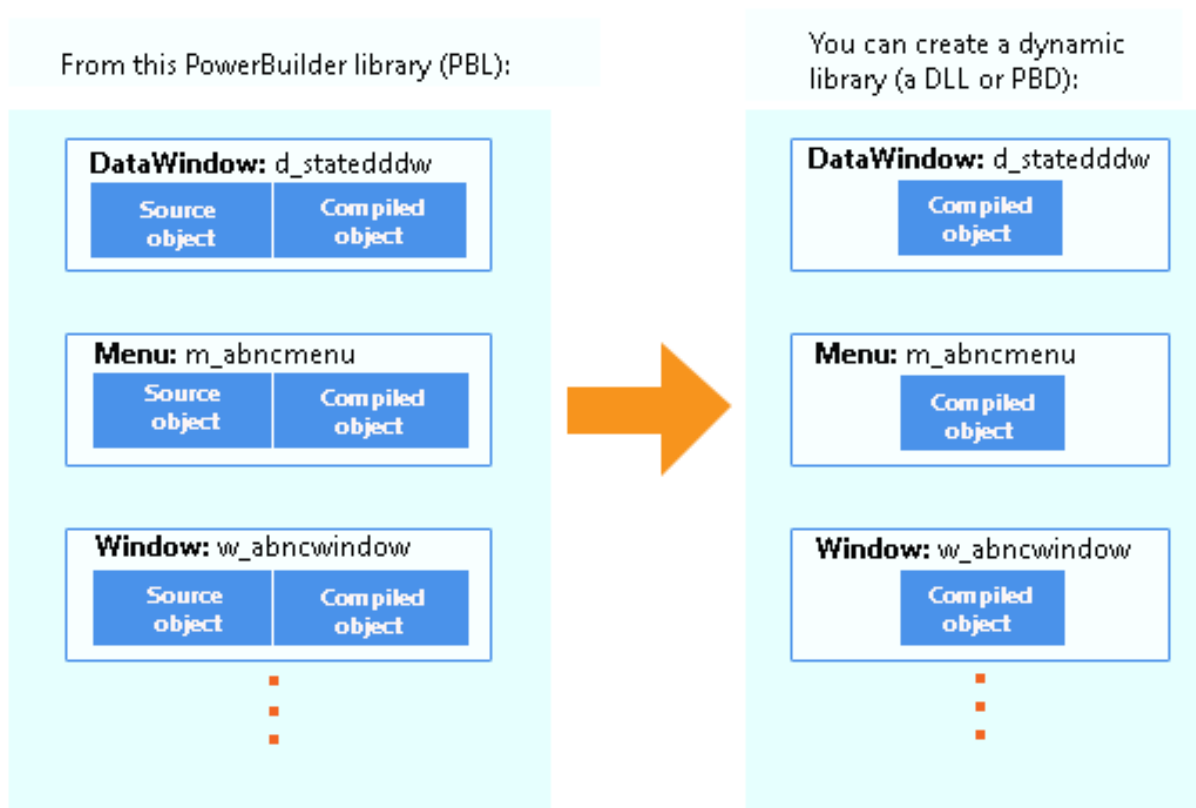 From this PowerBuilder library (PBL):
DataWindow: d_statedddw
Source
object
Compiled
object
Menu: m_abncmenu
Source
object
Compiled
object
Window: w_abncwindow
Source
object
Compiled
object
You can create a dynamic
library (a DLL or PBD):
DataWindow: d_statedddw
Compiled
object
Menu: m_abncmenu
Compiled
object
Window: w_abncwindow
Compiled
object